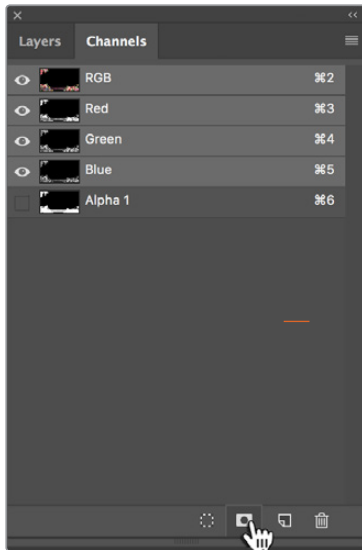 Layers Channels
RGB ⌘2
Red ⌘3
Green ⌘4
Blue ⌘5
Alpha 1 ⌘6